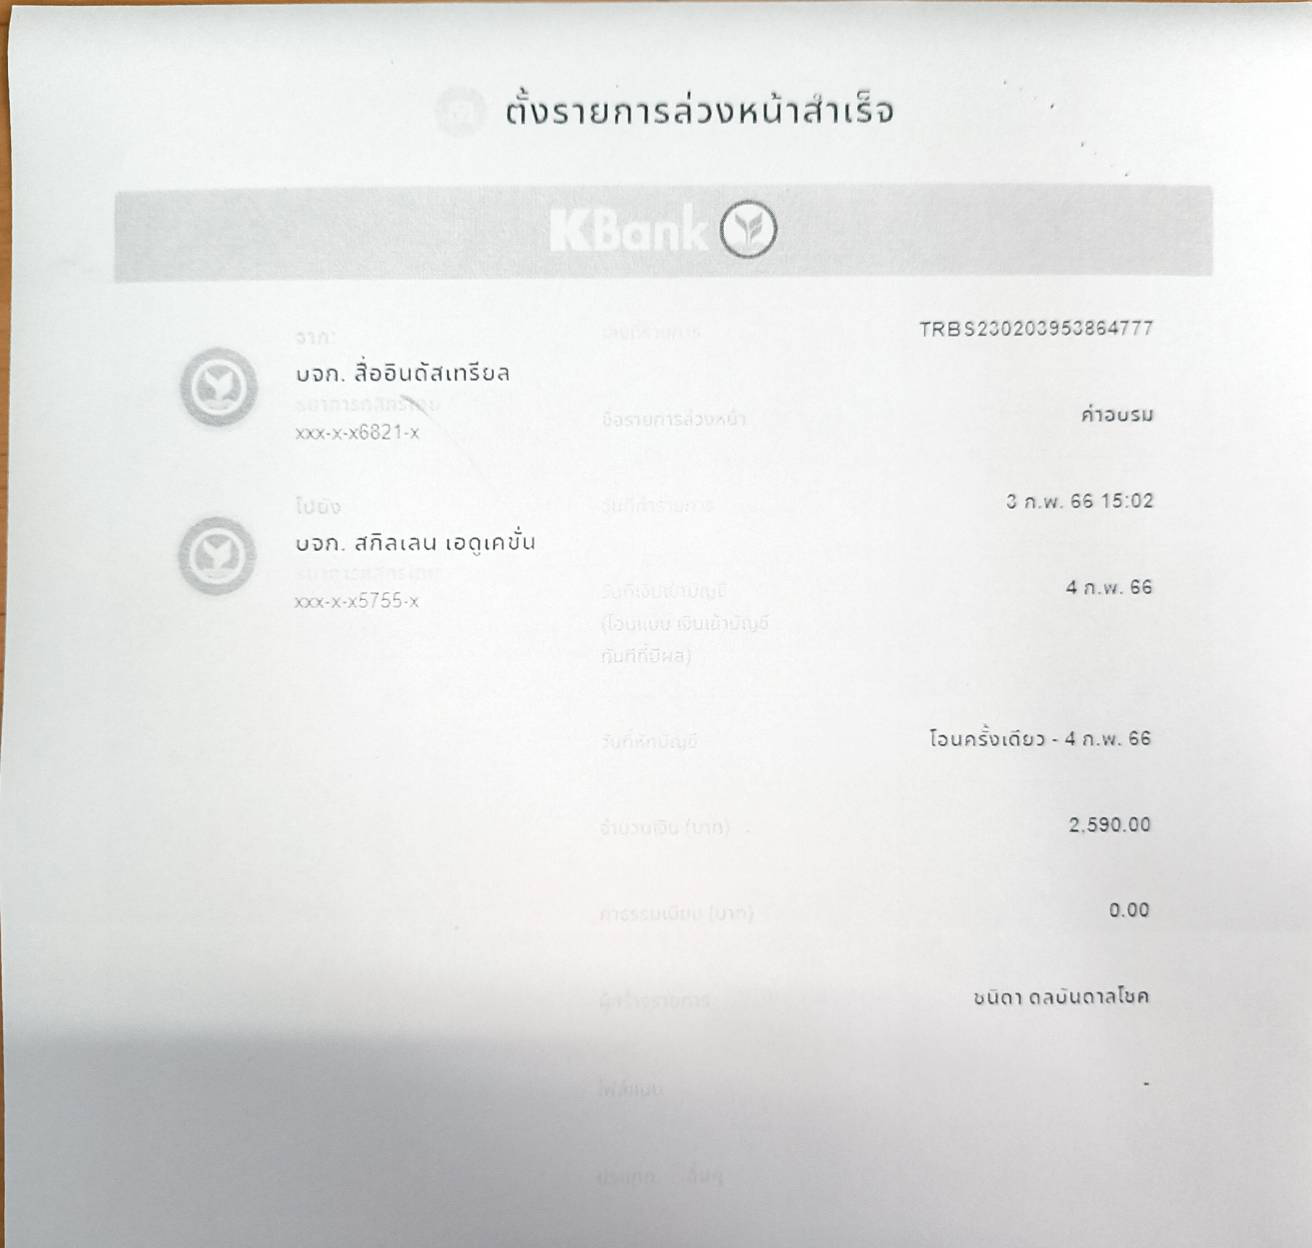 ตั้งรายการล่วงหน้าสำเร็จ
KBank
จาก:
บจก. สื่ออินดัสเทรียล
ธนาคารกสิกรไทย
xxx-x-x6821-x
ไปยัง
บจก. สกิลเลน เอดูเคชั่น
ธนาคารกสิกรไทย
xxx-x-x5755-x
เลขที่รายการ TRBS230203953864777
ชื่อรายการล่วงหน้า ค่าอบรม
วันที่ทำรายการ 3 ก.พ. 66 15:02
วันที่เงินเข้าบัญชี 4 ก.พ. 66
(โอนแบบ เงินเข้าบัญชี
ทันทีที่มีผล)
วันที่หักบัญชี โอนครั้งเดียว - 4 ก.พ. 66
จำนวนเงิน (บาท) 2,590.00
ค่าธรรมเนียม (บาท) 0.00
ผู้สร้างรายการ ชนิดา ดลบันดาลโชค
ไฟล์แนบ -